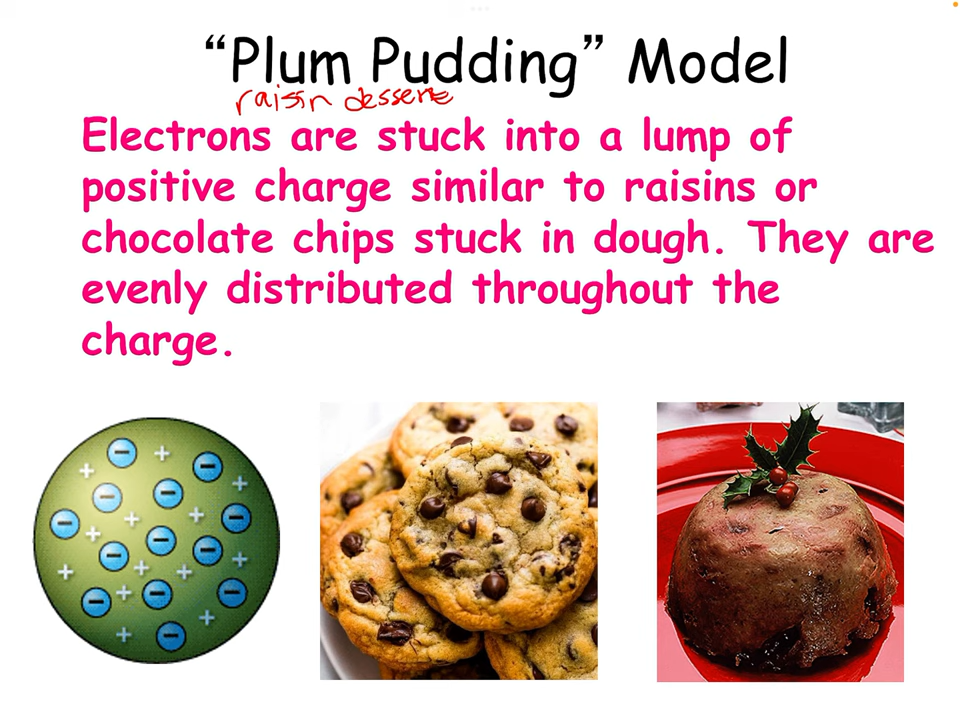 “Plum Pudding” Model
raisin dessert
Electrons are stuck into a lump of
positive charge similar to raisins or
chocolate chips stuck in dough. They are
evenly distributed throughout the
charge.